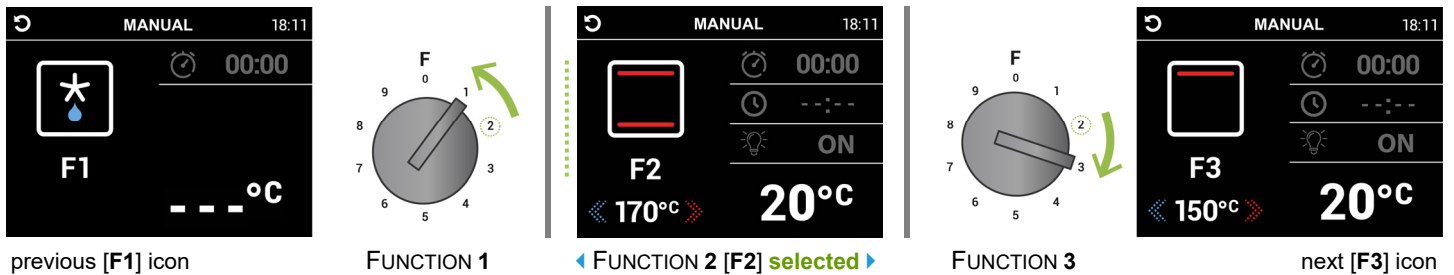 MANUAL 18:11
00:00
F1
_ _ _°C
previous [F1] icon
F
0
1
2
3
4
5
6
7
8
9
FUNCTION 1
MANUAL 18:11
00:00
--:--
ON
F2
170°C
20°C
FUNCTION 2 [F2] selected
F
0
1
2
3
4
5
6
7
8
9
FUNCTION 3
MANUAL 18:11
00:00
--:--
ON
F3
150°C
20°C
next [F3] icon